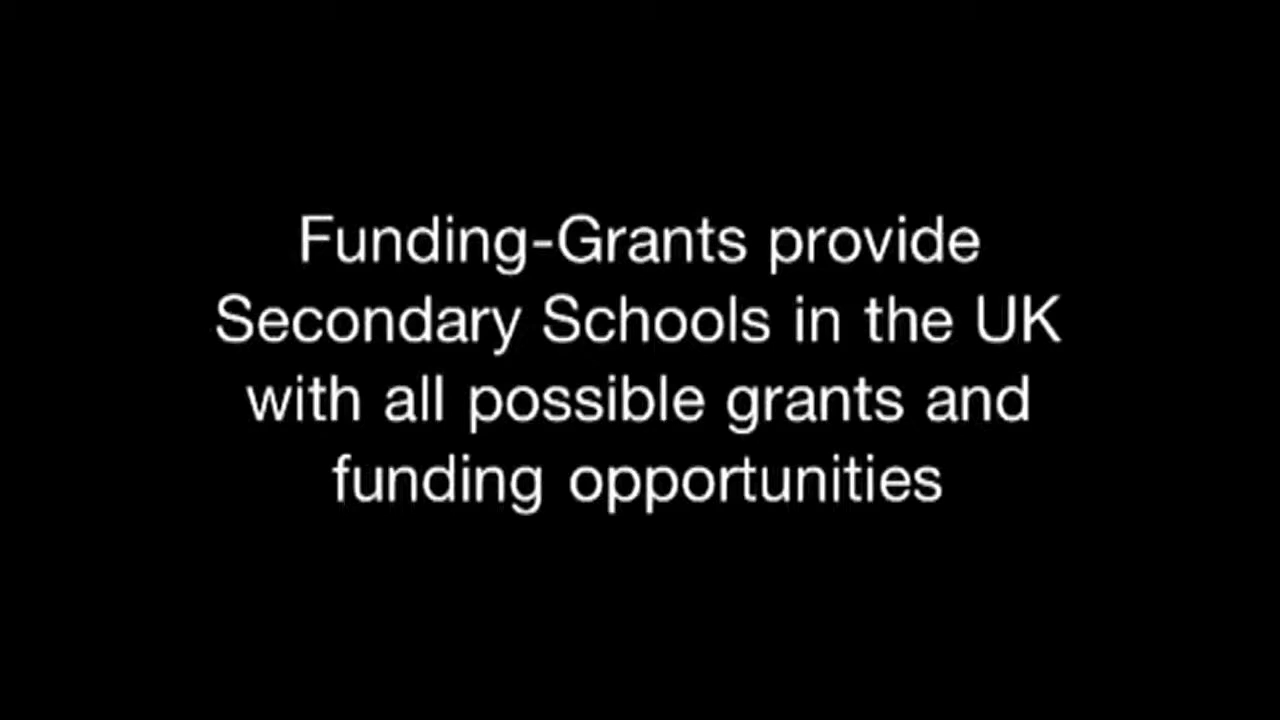 Funding-Grants provide
Secondary Schools in the UK
with all possible grants and
funding opportunities